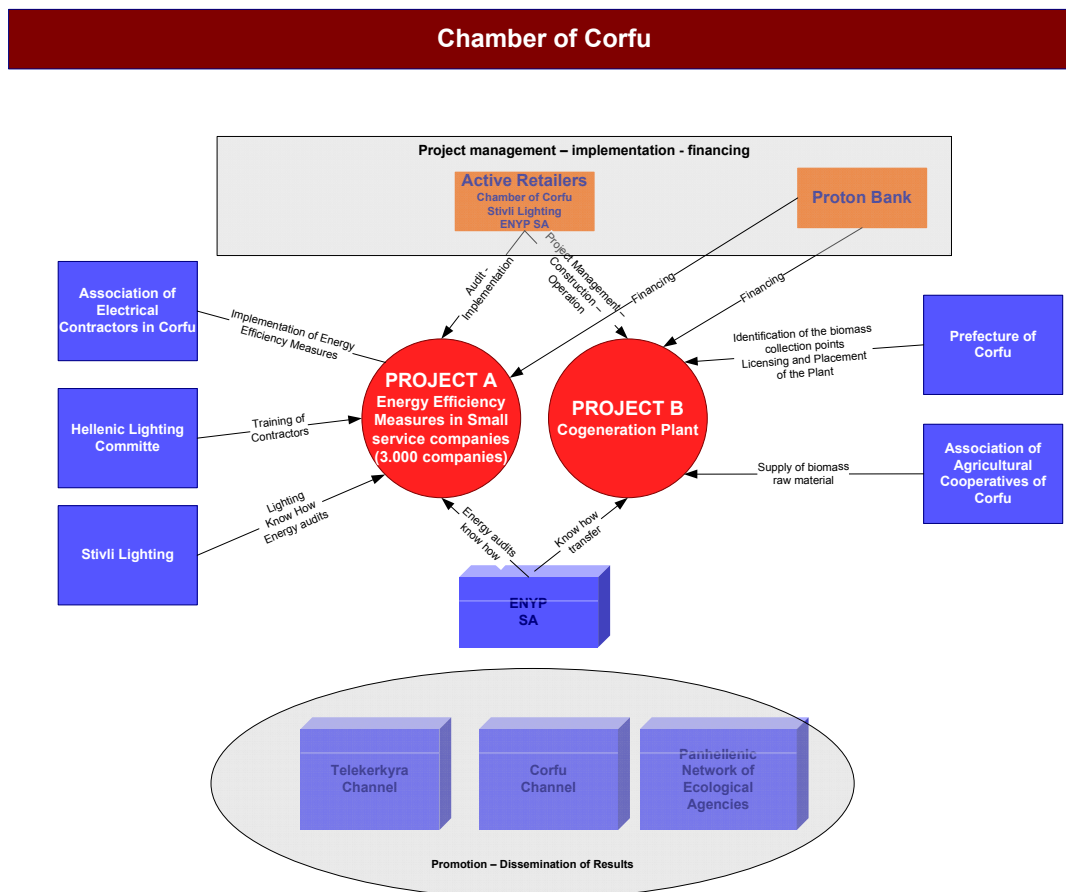 Chamber of Corfu
Project management – implementation - financing
Active Retailers
Chamber of Corfu
Stivli Lighting
ENYP SA
Proton Bank
Audit -
Implementation
Project Management –
Construction –
Operation
Financing
Financing
Association of
Electrical
Contractors in Corfu
Implementation of Energy
Efficiency Measures
Identification of the biomass
collection points
Licensing and Placement
of the Plant
Prefecture of
Corfu
PROJECT A
Energy Efficiency
Measures in Small
service companies
(3.000 companies)
PROJECT B
Cogeneration Plant
Hellenic Lighting
Committe
Training of
Contractors
Supply of biomass
raw material
Association of
Agricultural
Cooperatives of
Corfu
Stivli Lighting
Lighting
Know How
Energy audits
Energy audits
know how
Know how
transfer
ENYP
SA
Telekerkyra
Channel
Corfu
Channel
Panhellenic
Network of
Ecological
Agencies
Promotion – Dissemination of Results